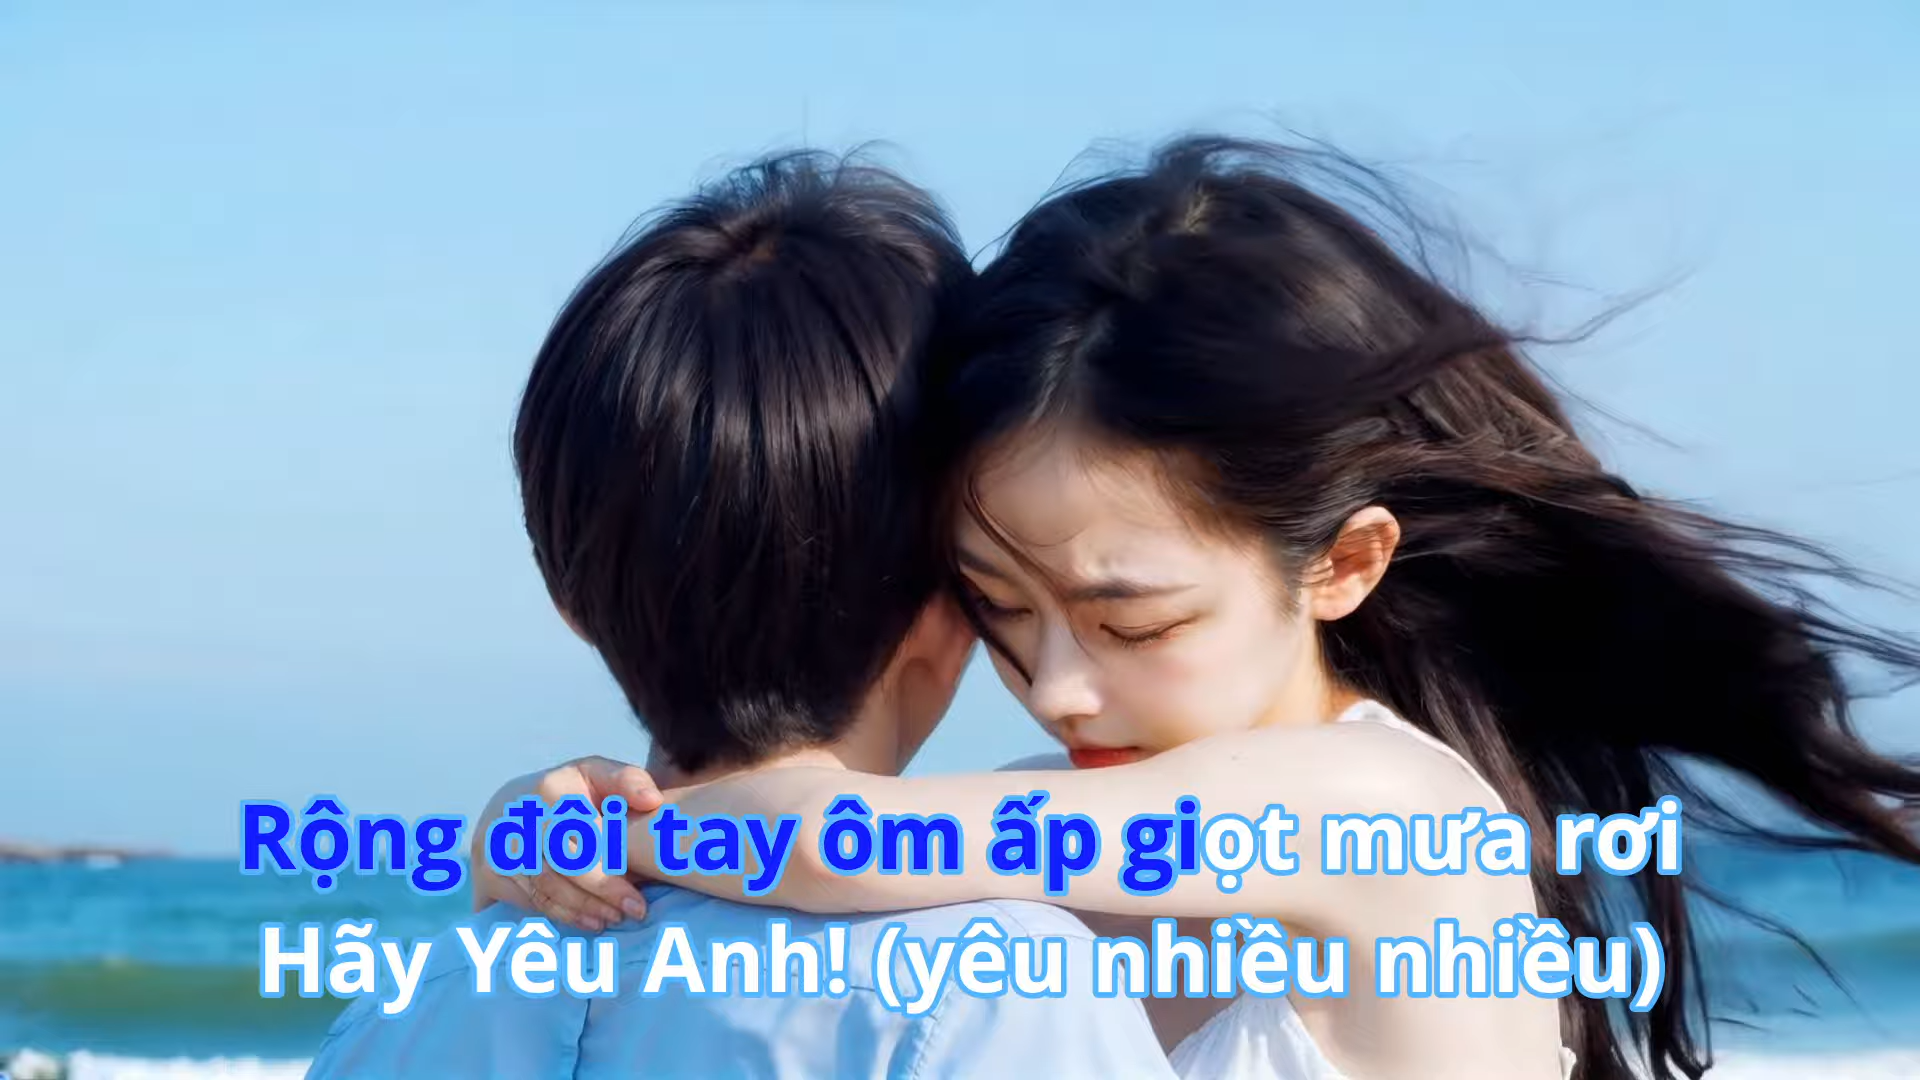 Rộng đôi tay ôm ấp giọt mưa rơi
Hãy Yêu Anh! (yêu nhiều nhiều)